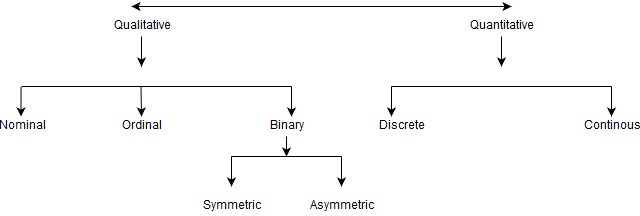 Qualitative
Quantitative
Nominal
Ordinal
Binary
Discrete
Continous
Symmetric
Asymmetric